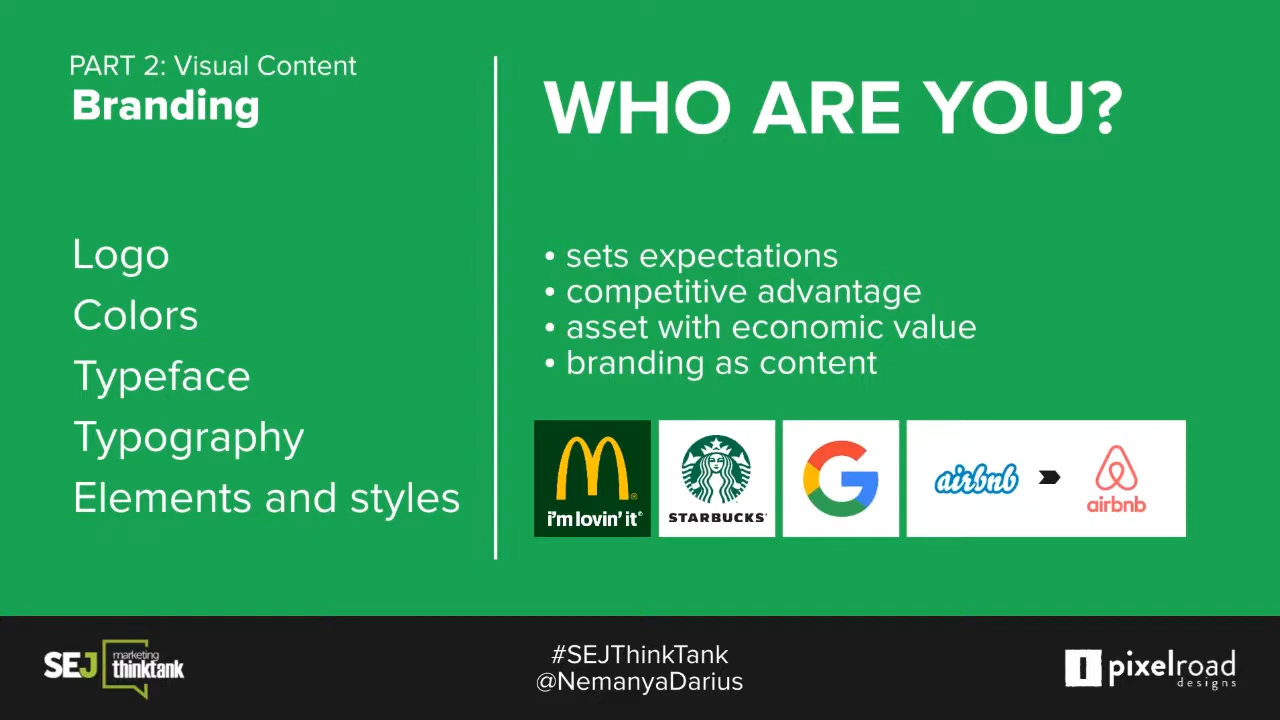 PART 2: Visual Content
Branding
Logo
Colors
Typeface
Typography
Elements and styles
WHO ARE YOU?
• sets expectations
• competitive advantage
• asset with economic value
• branding as content
i'm lovin' it®
STARBUCKS®
airbnb
airbnb
SEJ marketing
thinktank
#SEJThinkTank
@NemanyaDarius
pixelroad
designs